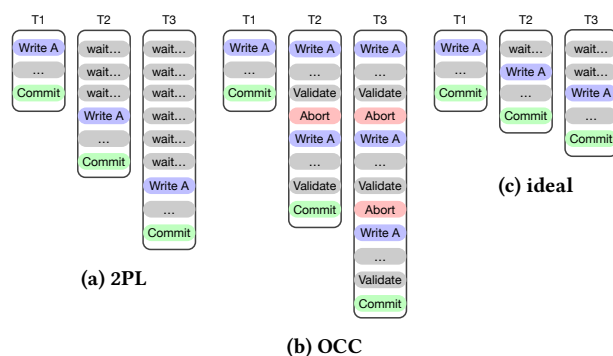 T1
Write A
...
Commit
T2
wait...
wait...
wait...
Write A
...
Commit
T3
wait...
wait...
wait...
wait...
wait...
wait...
Write A
...
Commit
(a) 2PL
T1
Write A
...
Commit
T2
Write A
...
Validate
Abort
Write A
...
Validate
Commit
T3
Write A
...
Validate
Abort
Write A
...
Validate
Abort
Write A
...
Validate
Commit
(b) OCC
T1
Write A
...
Commit
T2
wait...
Write A
...
Commit
T3
wait...
wait...
Write A
...
Commit
(c) ideal